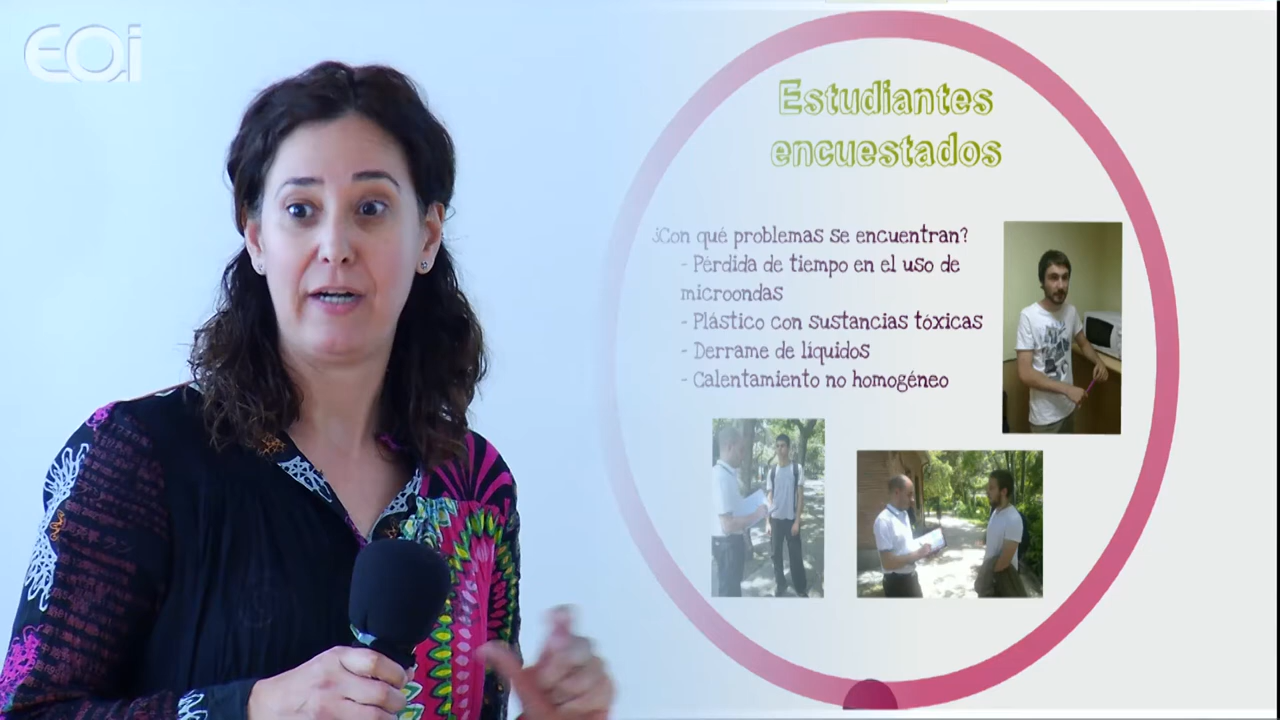 EOi
Estudiantes
encuestados
¿Con qué problemas se encuentran?
- Pérdida de tiempo en el uso de
microondas
- Plástico con sustancias tóxicas
- Derrame de líquidos
- Calentamiento no homogéneo